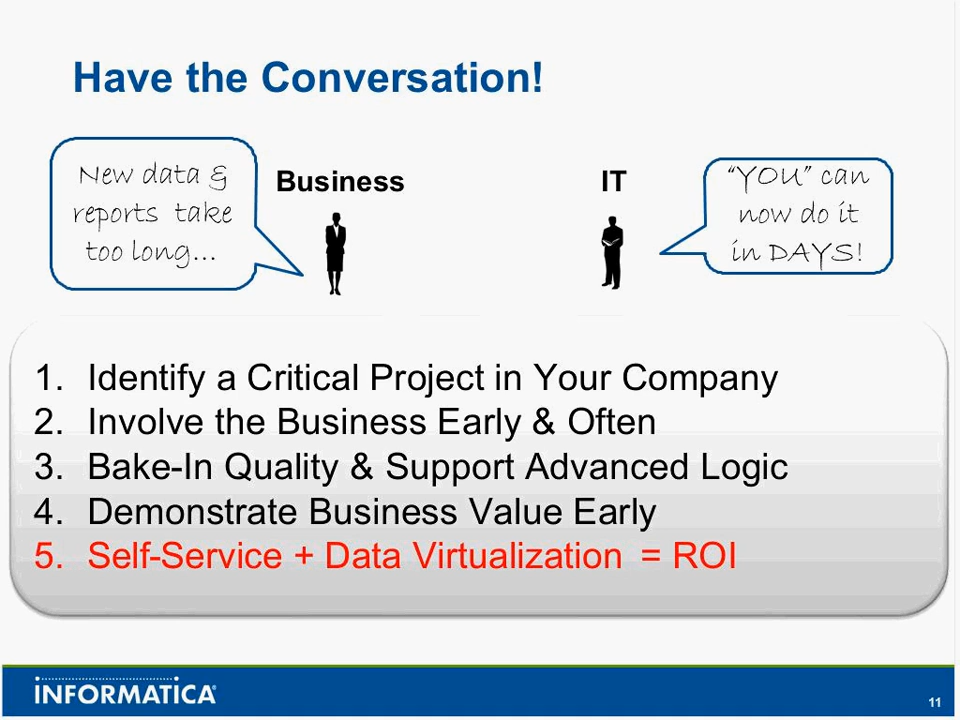 Have the Conversation!
New data &
reports take
too long...
Business
IT
"YOU" can
now do it
in DAYS!
1. Identify a Critical Project in Your Company
2. Involve the Business Early & Often
3. Bake-In Quality & Support Advanced Logic
4. Demonstrate Business Value Early
5. Self-Service + Data Virtualization = ROI
INFORMATICA®
11